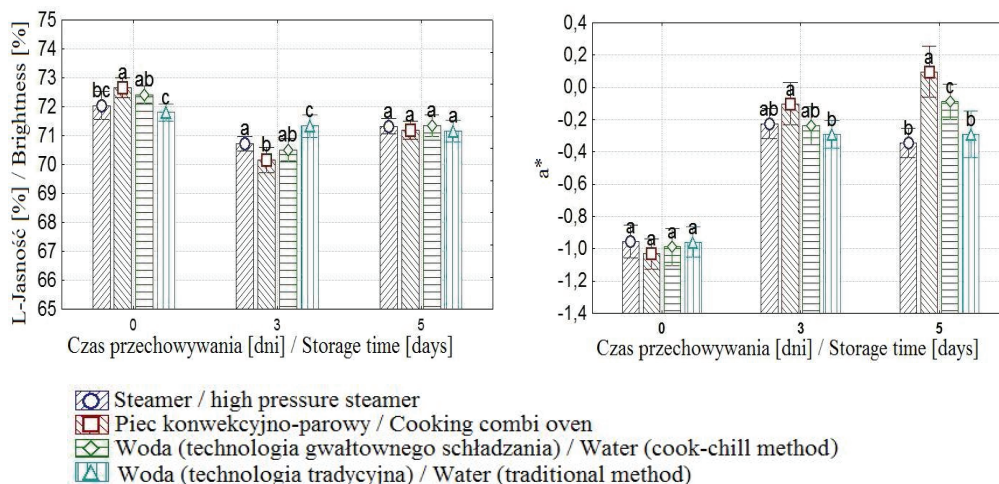 L-Jasność [%] / Brightness [%]
75
74
73
72
71
70
69
68
67
66
65
bc
a
ab
c
a
b
ab
c
a
a
a
a
0
3
5
Czas przechowywania [dni] / Storage time [days]
a*
0,4
0,2
0,0
-0,2
-0,4
-0,6
-0,8
-1,0
-1,2
-1,4
a
a
a
a
ab
a
ab
b
b
a
c
b
0
3
5
Czas przechowywania [dni] / Storage time [days]
Steamer / high pressure steamer
Piec konwekcyjno-parowy / Cooking combi oven
Woda (technologia gwałtownego schładzania) / Water (cook-chill method)
Woda (technologia tradycyjna) / Water (traditional method)